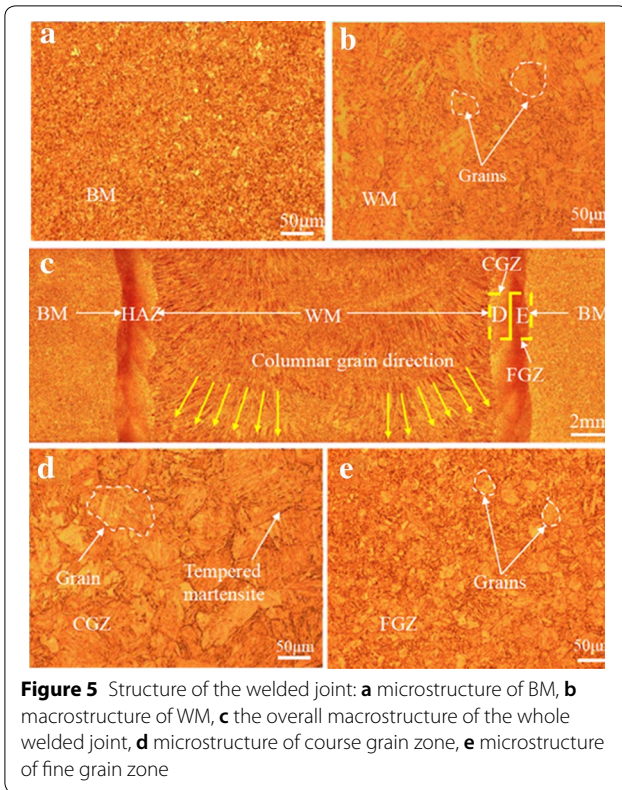 a
BM
50μm
b
Grains
WM
50μm
c
CGZ
BM
HAZ
WM
D
E
BM
Columnar grain direction
FGZ
2mm
d
Grain
Tempered
martensite
CGZ
50μm
e
Grains
FGZ
50μm
Figure 5 Structure of the welded joint: a microstructure of BM, b
macrostructure of WM, c the overall macrostructure of the whole
welded joint, d microstructure of course grain zone, e microstructure
of fine grain zone